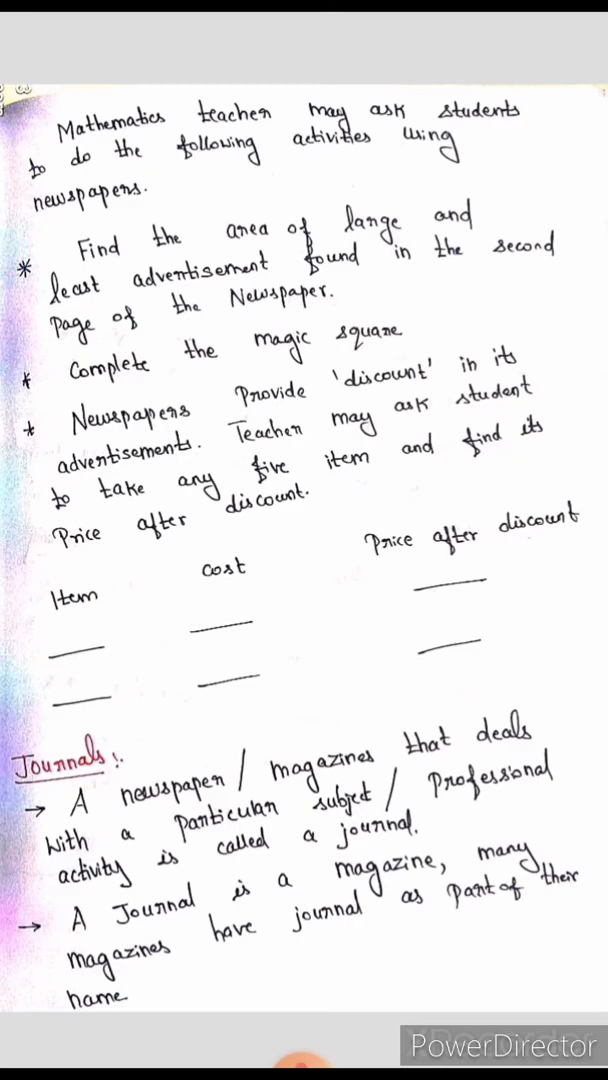 Mathematics teacher may ask students
to do the following activities using
newspapers.
* Find the area of large and
least advertisement found in the second
page of the Newspaper.
* Complete the magic square
* Newspapers Provide 'discount' in its
advertisements. Teacher may ask student
to take any five item and find its
Price after discount.
Item cost Price after discount
Journals:
→ A newspaper/magazines that deals
with a particular subject/Professional
activity is called a journal.
→ A Journal is a magazine, many
magazines have journal as part of their
name
PowerDirector